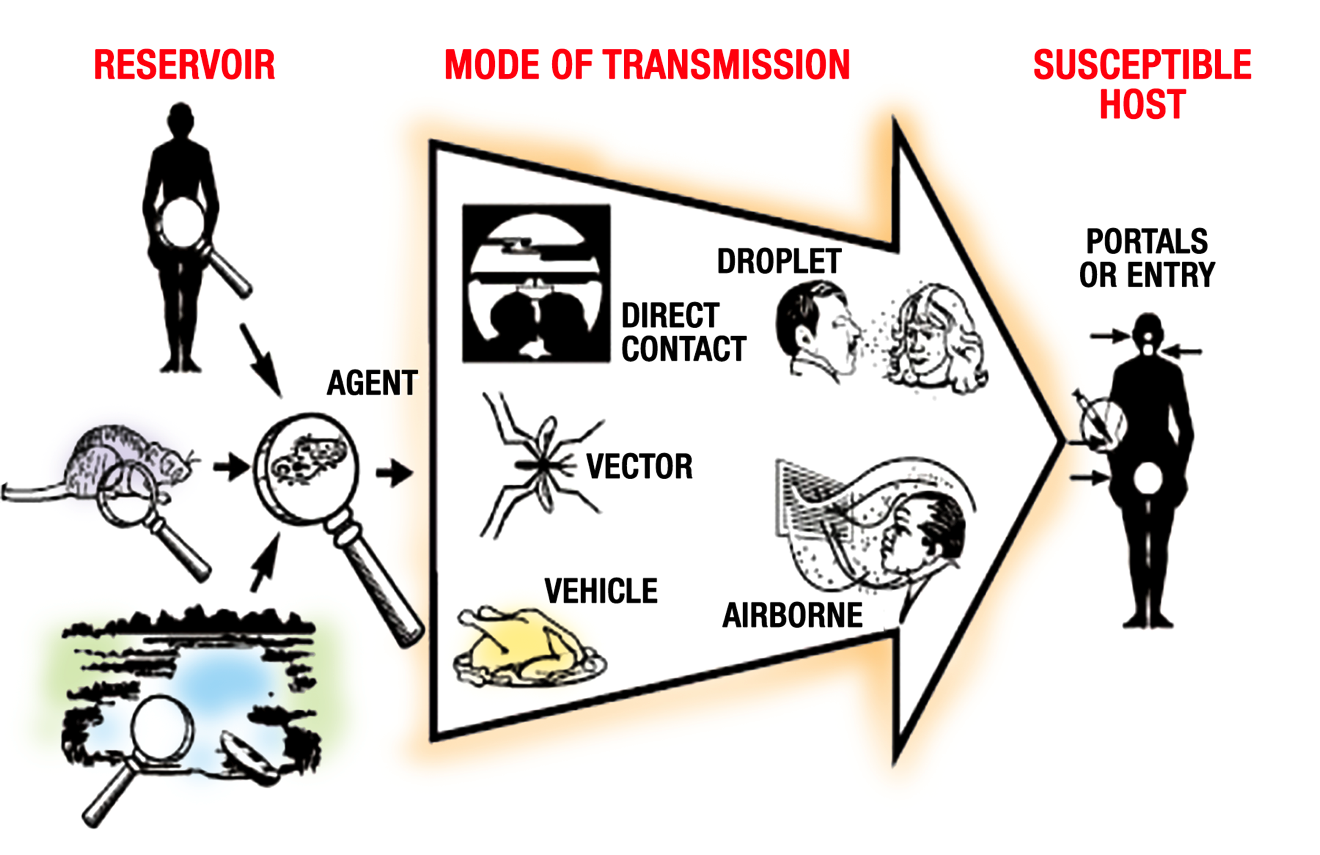 RESERVOIR
MODE OF TRANSMISSION
SUSCEPTIBLE
HOST
AGENT
DIRECT
CONTACT
DROPLET
VECTOR
VEHICLE
AIRBORNE
PORTALS
OR ENTRY